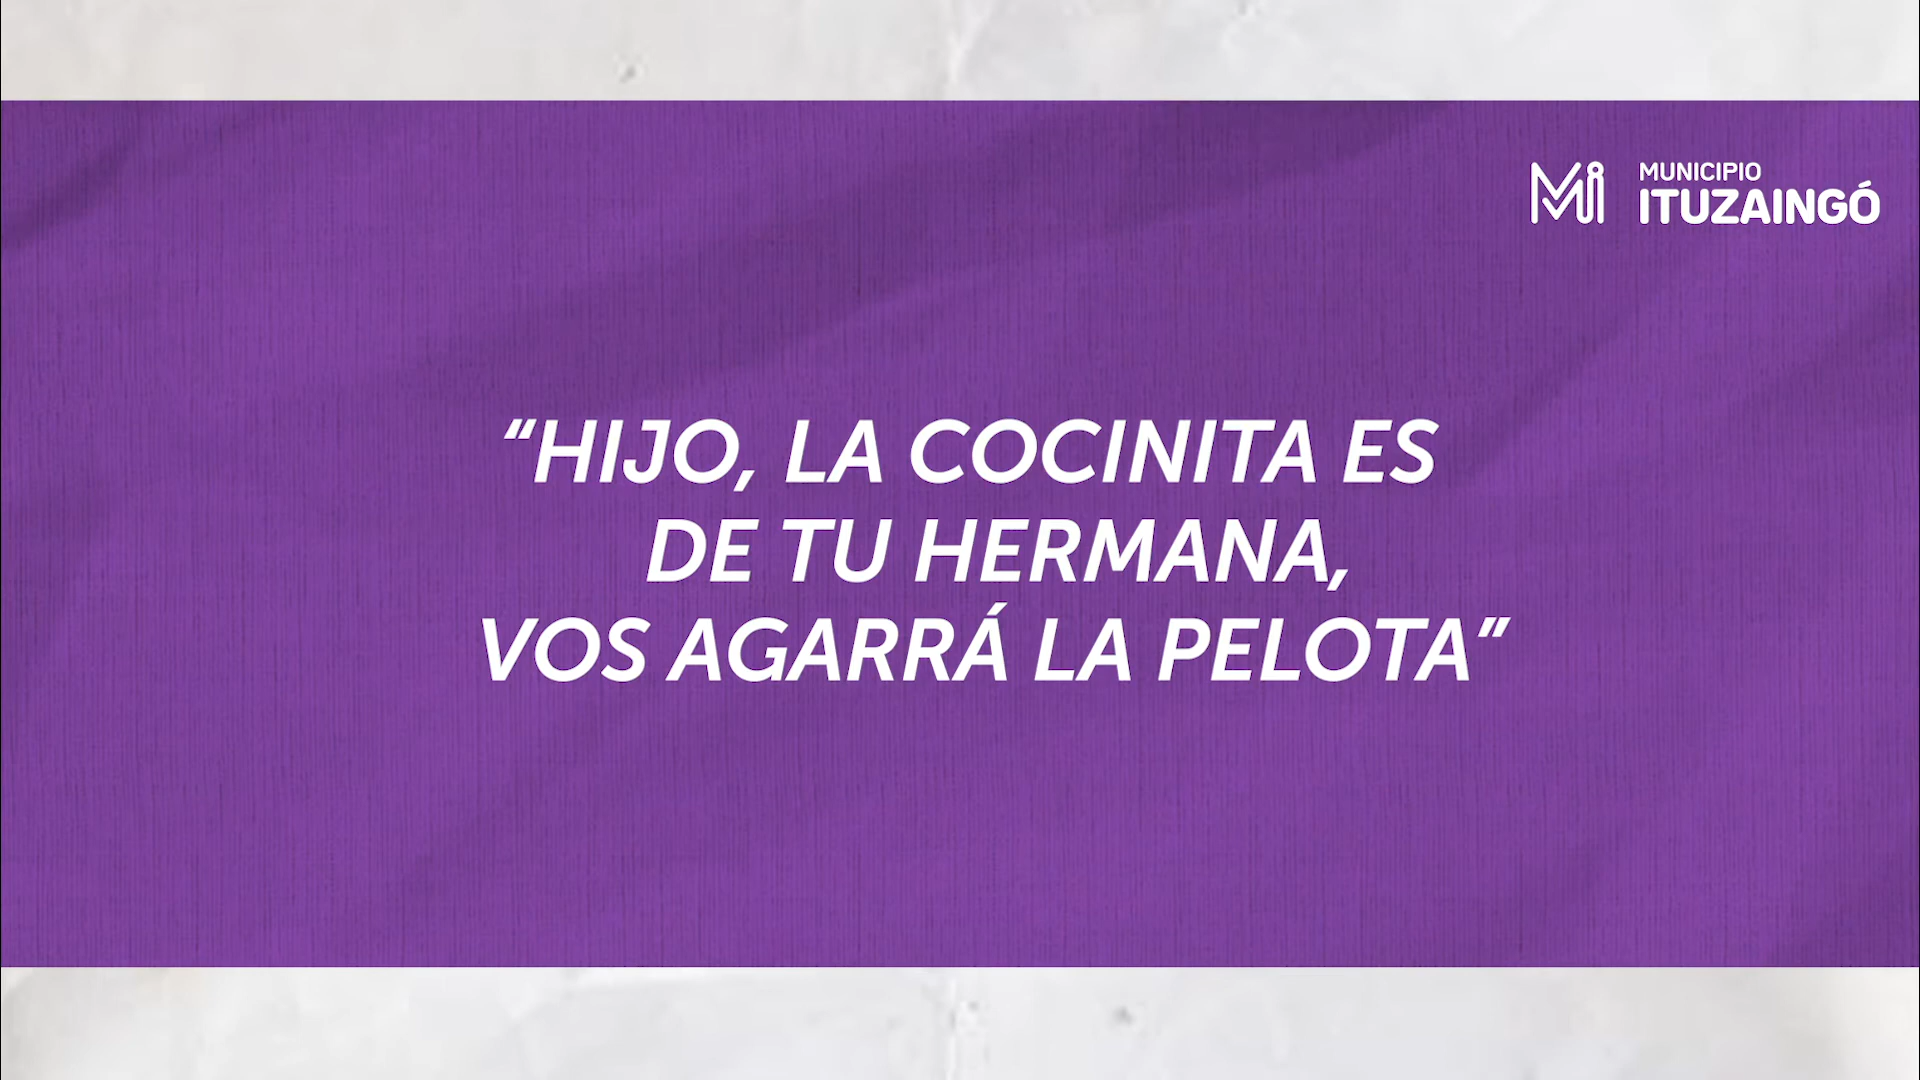 MUNICIPIO
ITUZAINGÓ
“HIJO, LA COCINITA ES
DE TU HERMANA,
VOS AGARRÁ LA PELOTA”